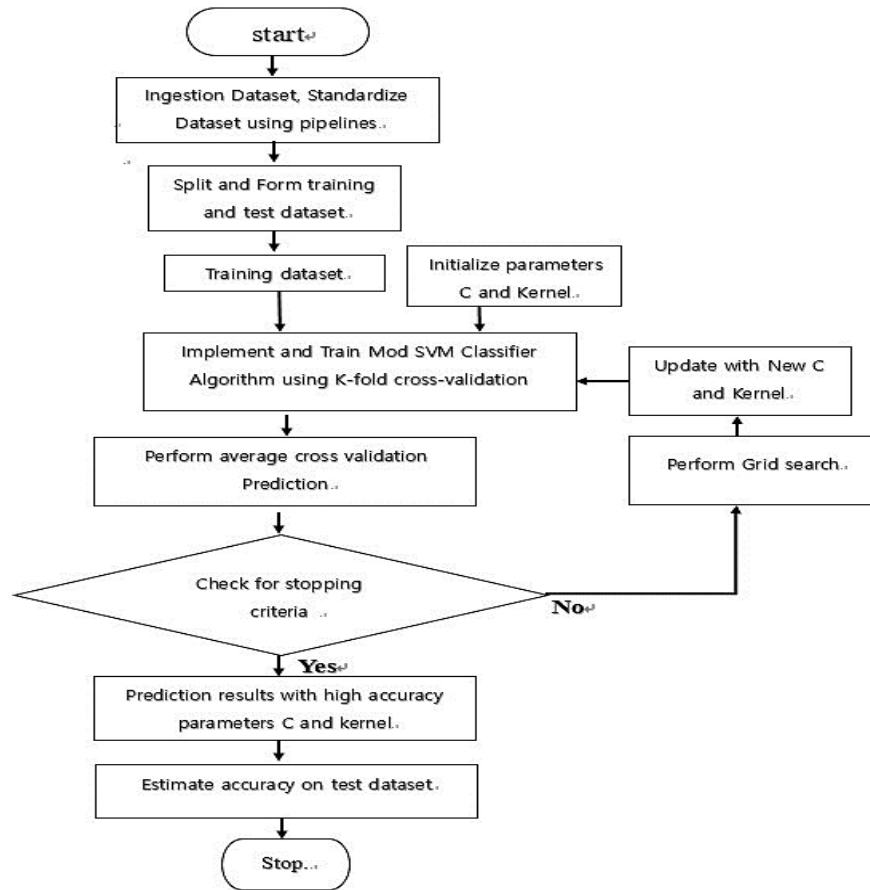 start↵
Ingestion Dataset, Standardize
Dataset using pipelines.
Split and Form training
and test dataset.
Training dataset.
Initialize parameters
C and Kernel.
Implement and Train Mod SVM Classifier
Algorithm using K-fold cross-validation
Update with New C
and Kernel.
Perform average cross validation
Prediction.
Perform Grid search.
Check for stopping
criteria .
No↵
Yes↵
Prediction results with high accuracy
parameters C and kernel.
Estimate accuracy on test dataset.
Stop..